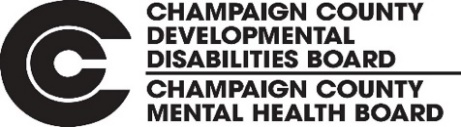 CHAMPAIGN COUNTY
DEVELOPMENTAL
DISABILITIES BOARD
CHAMPAIGN COUNTY
MENTAL HEALTH BOARD